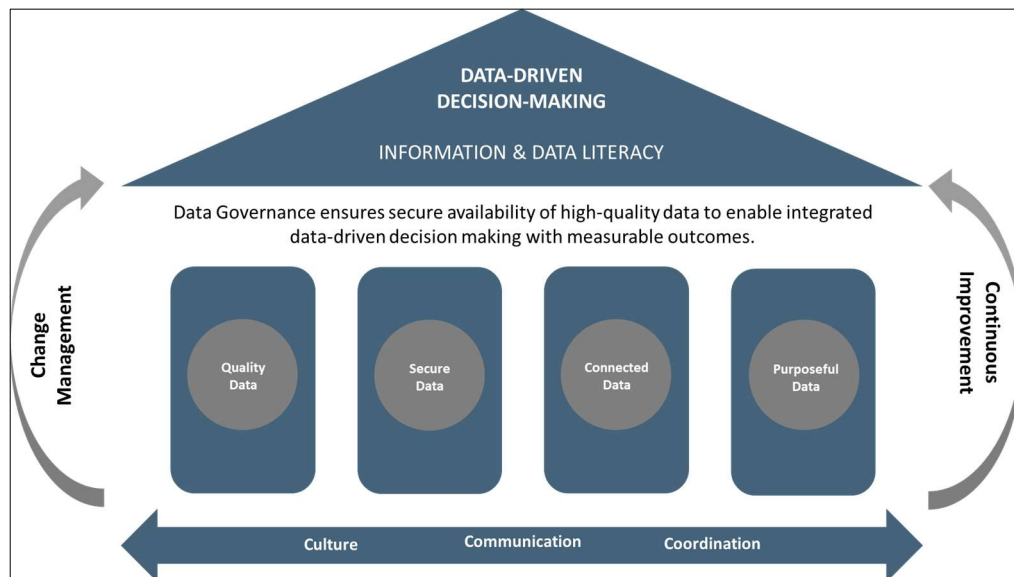 DATA-DRIVEN
DECISION-MAKING
INFORMATION & DATA LITERACY
Data Governance ensures secure availability of high-quality data to enable integrated
data-driven decision making with measurable outcomes.
Change
Management
Quality
Data
Secure
Data
Connected
Data
Purposeful
Data
Continuous
Improvement
Culture
Communication
Coordination